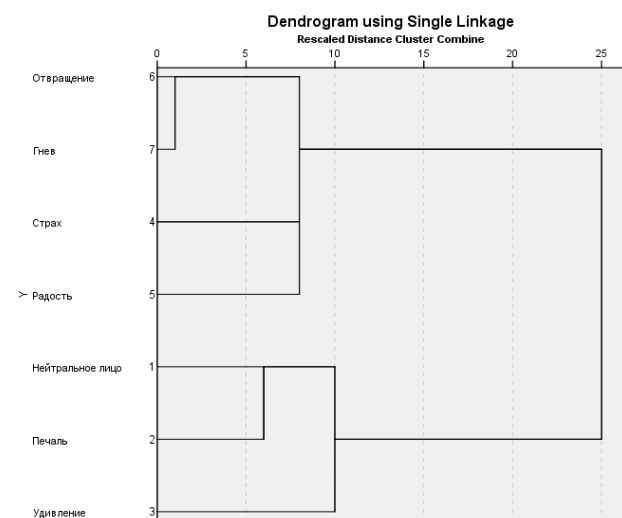 Dendrogram using Single Linkage
Rescaled Distance Cluster Combine
0 5 10 15 20 25
Отвращение 6
Гнев 7
Страх 4
Y Радость 5
Нейтральное лицо 1
Печаль 2
Удивление 3